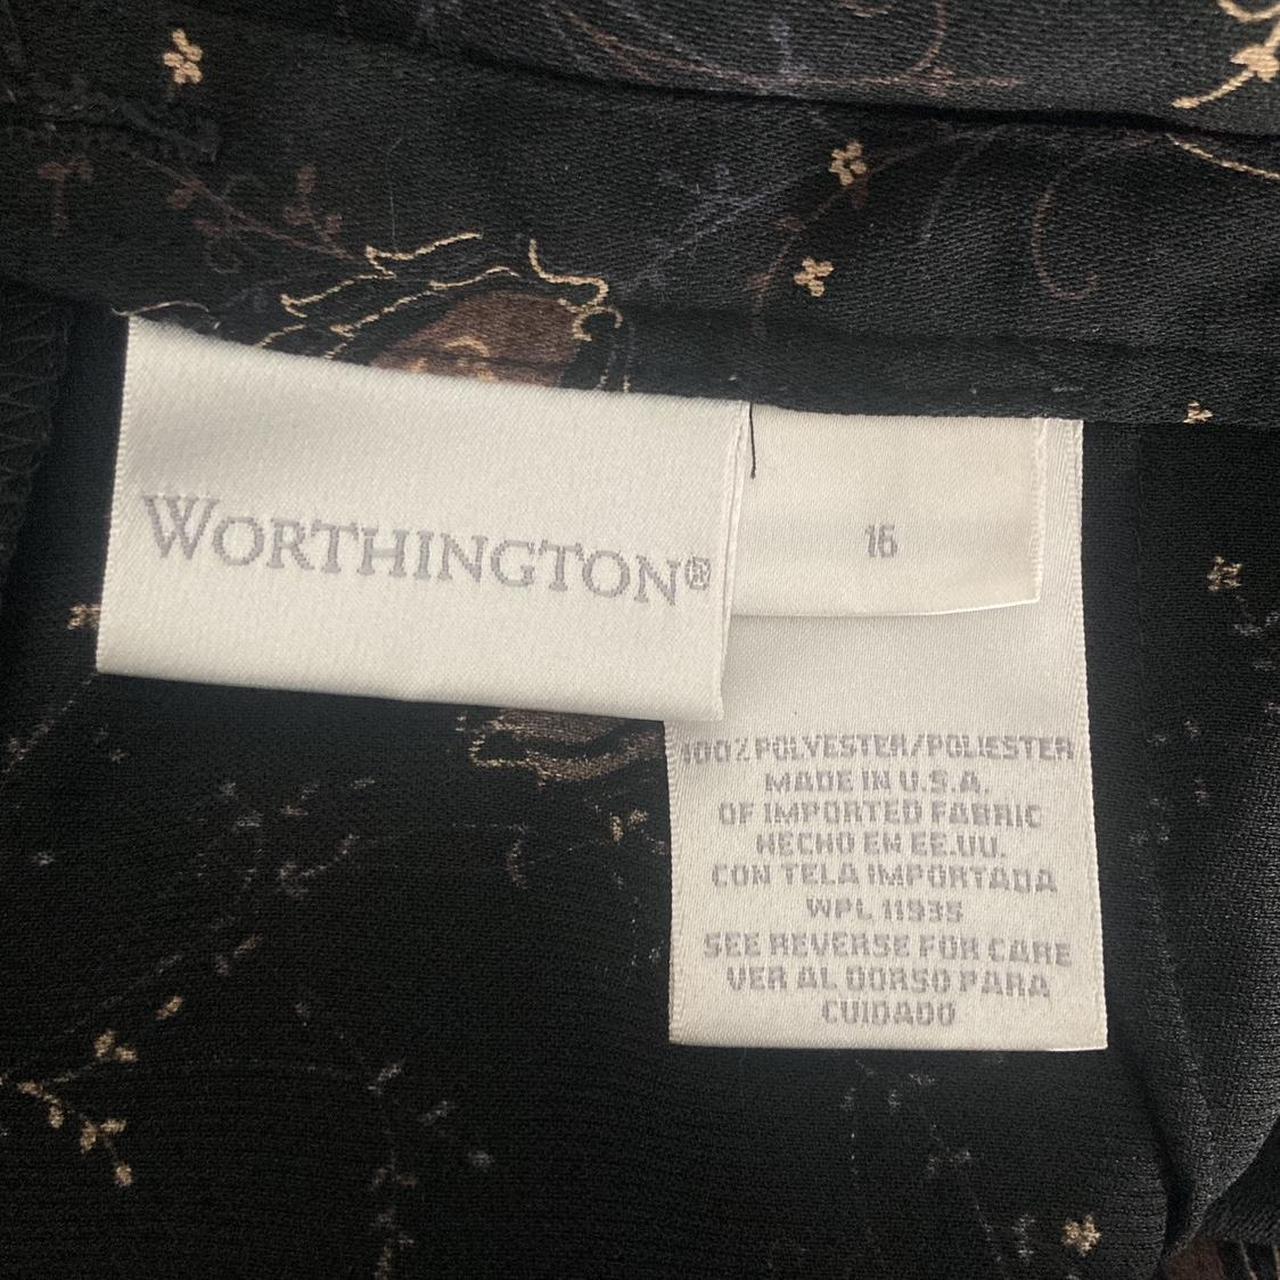 WORTHINGTON®
16
100% POLYESTER/POLIESTER
MADE IN U.S.A.
OF IMPORTED FABRIC
HECHO EN EE.UU.
CON TELA IMPORTADA
WPL 11935
SEE REVERSE FOR CARE
VER AL DORSO PARA
CUIDADO